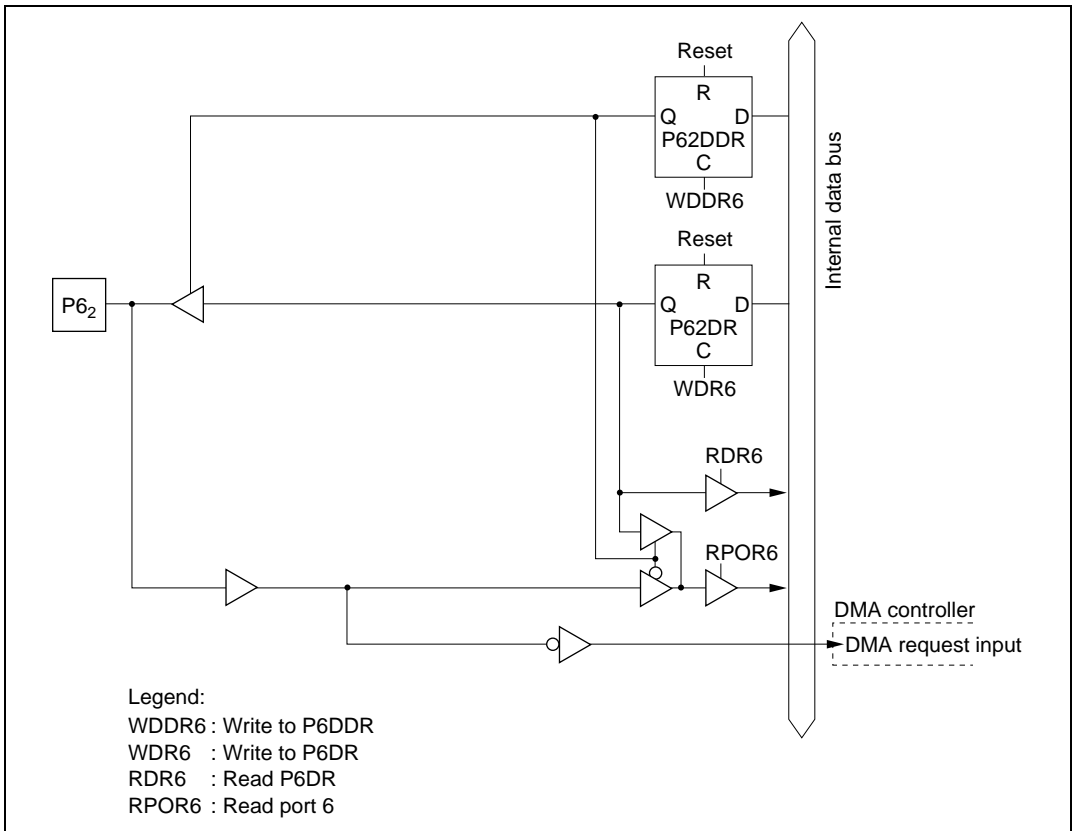 Reset
R
Q D
P62DDR
C
WDDR6
Internal data bus
Reset
R
P6₂
Q D
P62DR
C
WDR6
RDR6
RPOR6
DMA controller
DMA request input
Legend:
WDDR6 : Write to P6DDR
WDR6 : Write to P6DR
RDR6 : Read P6DR
RPOR6 : Read port 6